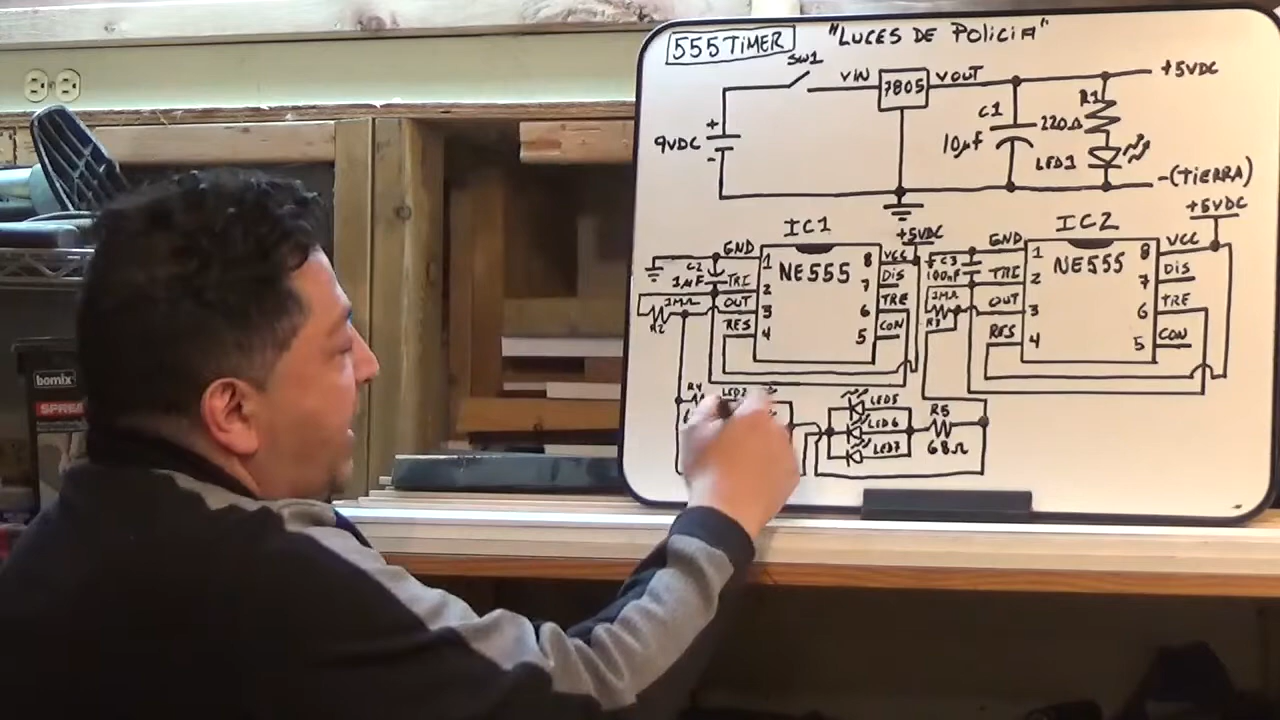 555 TIMER "LUCES DE POLICIA"
SW1
VIN 7805 VOUT +5VDC
+ 9VDC -
C1 10µF
R1 220Ω
LED1
-(TIERRA)
IC1
NE555
+5VDC
GND 1 8 VCC
C2 1µF
TRI 2 7 DIS
1MΩ R2
OUT 3 6 TRE
RES 4 5 CON
IC2
NE555
+5VDC
GND 1 8 VCC
C3 100nF
TRI 2 7 DIS
1MΩ R3
OUT 3 6 TRE
RES 4 5 CON
R4
LED2
LED5
LED6
LED7
R5
68Ω
bomix